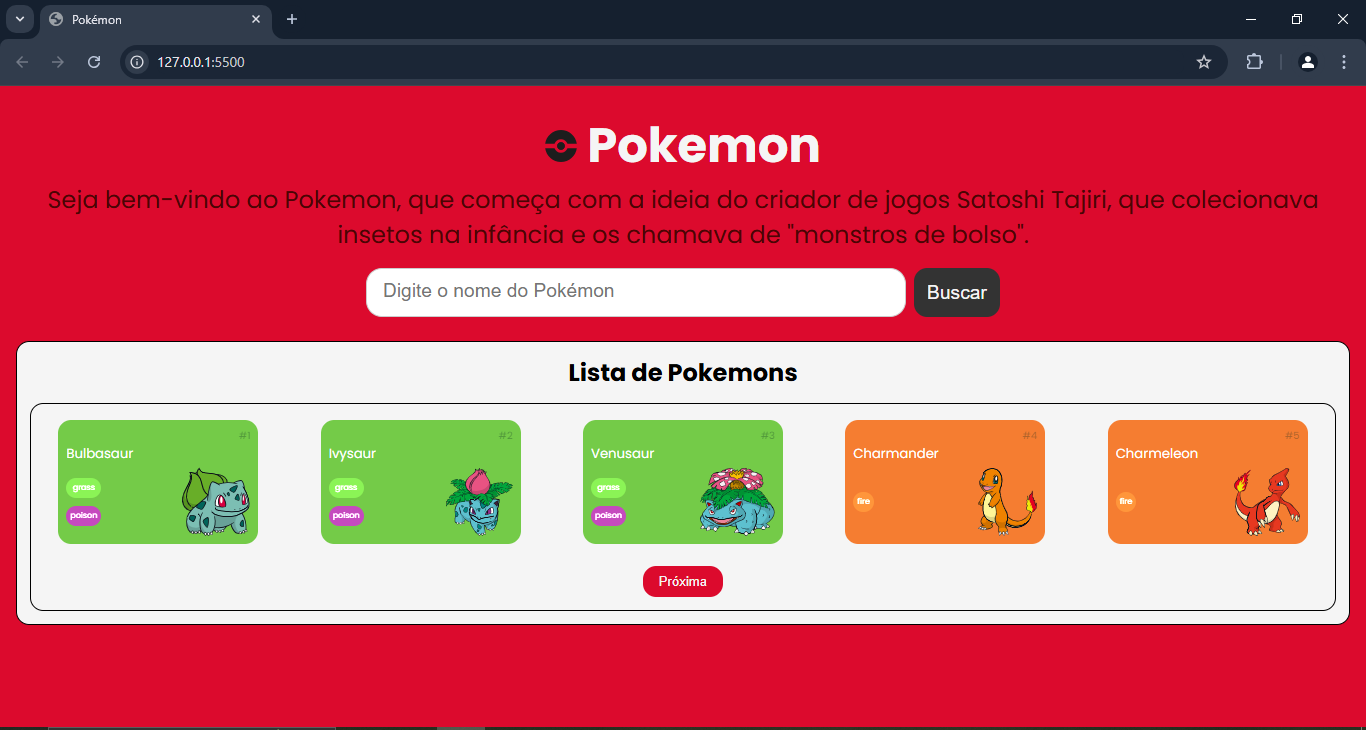 Pokémon
127.0.0.1:5500
Pokemon
Seja bem-vindo ao Pokemon, que começa com a ideia do criador de jogos Satoshi Tajiri, que colecionava
insetos na infância e os chamava de "monstros de bolso".
Digite o nome do Pokémon
Buscar
Lista de Pokemons
#1
Bulbasaur
grass
poison
#2
Ivysaur
grass
poison
#3
Venusaur
grass
poison
#4
Charmander
fire
#5
Charmeleon
fire
Próxima